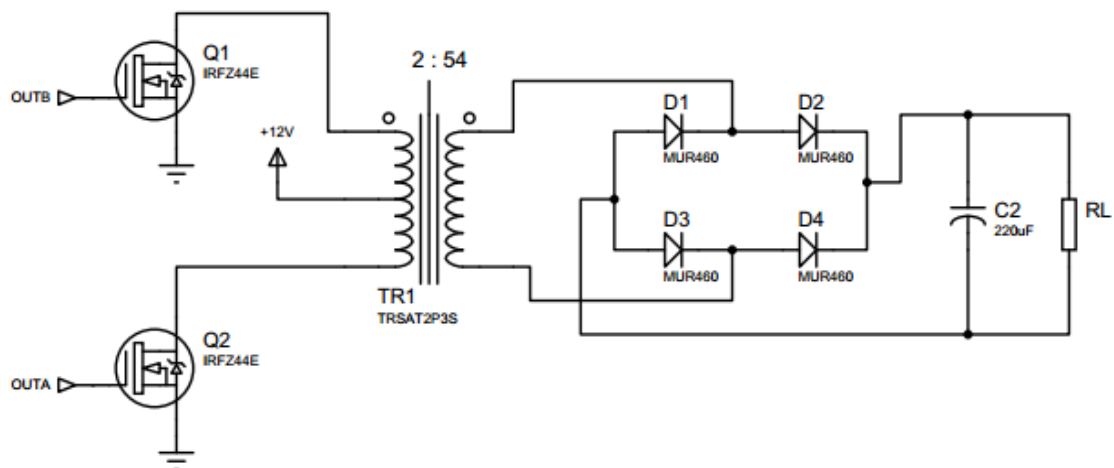 Q1
IRFZ44E
OUTB
+12V
2 : 54
TR1
TRSAT2P3S
Q2
IRFZ44E
OUTA
D1
MUR460
D2
MUR460
D3
MUR460
D4
MUR460
C2
220uF
RL